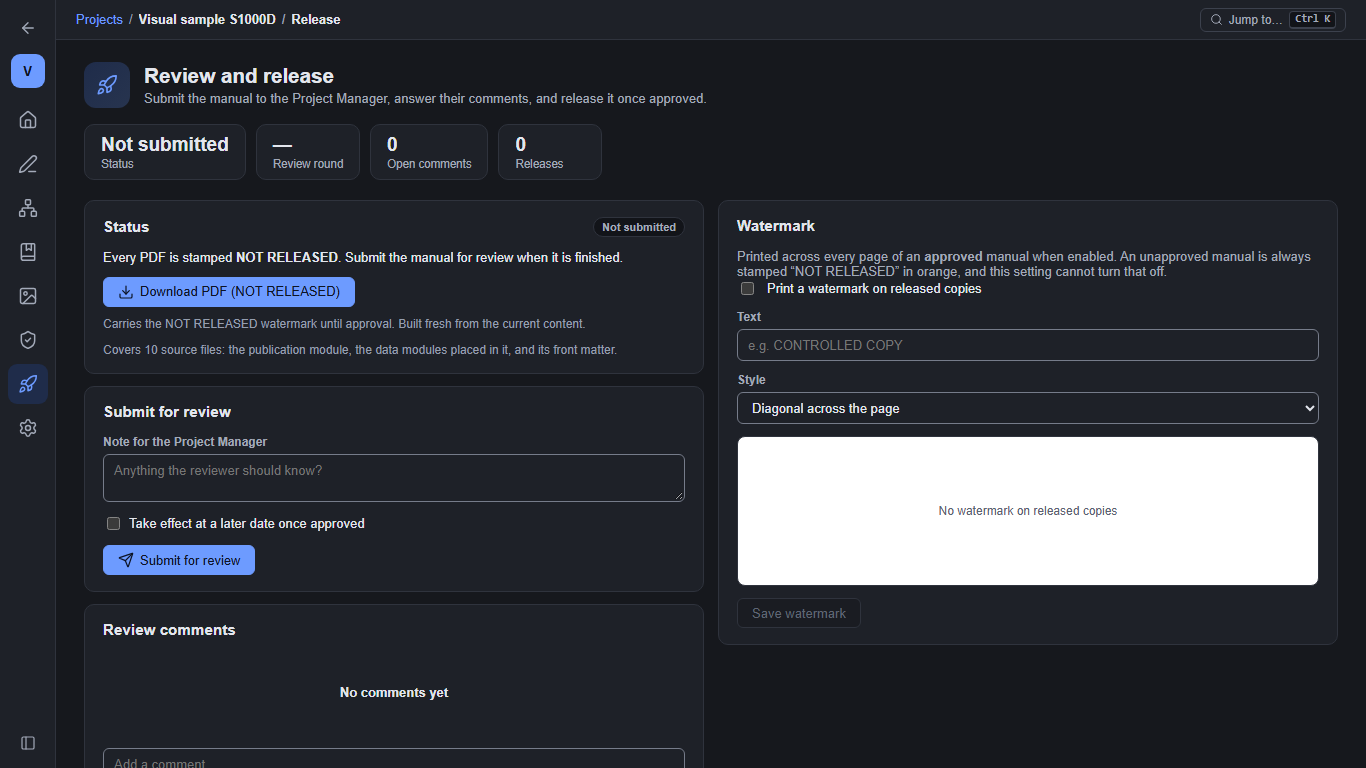 Projects / Visual sample S1000D / Release
Jump to... Ctrl K
V
Review and release
Submit the manual to the Project Manager, answer their comments, and release it once approved.
Not submitted
Status
—
Review round
0
Open comments
0
Releases
Status
Not submitted
Every PDF is stamped NOT RELEASED. Submit the manual for review when it is finished.
Download PDF (NOT RELEASED)
Carries the NOT RELEASED watermark until approval. Built fresh from the current content.
Covers 10 source files: the publication module, the data modules placed in it, and its front matter.
Submit for review
Note for the Project Manager
Anything the reviewer should know?
Take effect at a later date once approved
Submit for review
Review comments
No comments yet
Add a comment
Watermark
Printed across every page of an approved manual when enabled. An unapproved manual is always
stamped “NOT RELEASED” in orange, and this setting cannot turn that off.
Print a watermark on released copies
Text
e.g. CONTROLLED COPY
Style
Diagonal across the page
No watermark on released copies
Save watermark